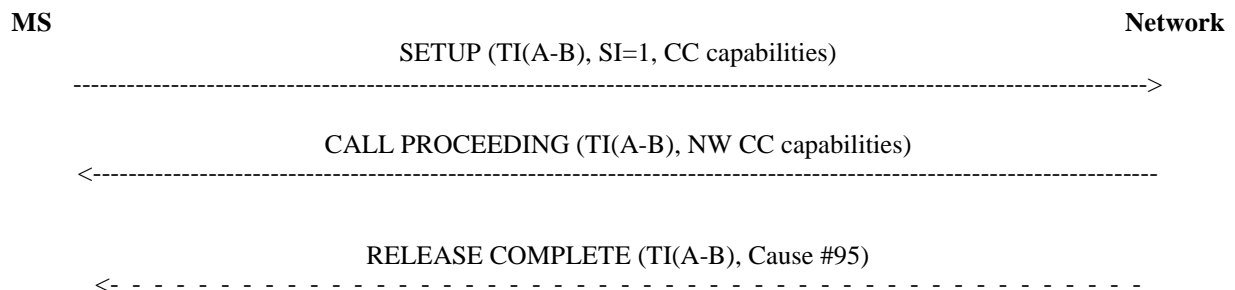 MS Network
SETUP (TI(A-B), SI=1, CC capabilities)
------------------------------------------------------------------------------------------------------------------------>
CALL PROCEEDING (TI(A-B), NW CC capabilities)
<------------------------------------------------------------------------------------------------------------------------
RELEASE COMPLETE (TI(A-B), Cause #95)
<- - - - - - - - - - - - - - - - - - - - - - - - - - - - - - - - - - - - - - - - - - - - - - -